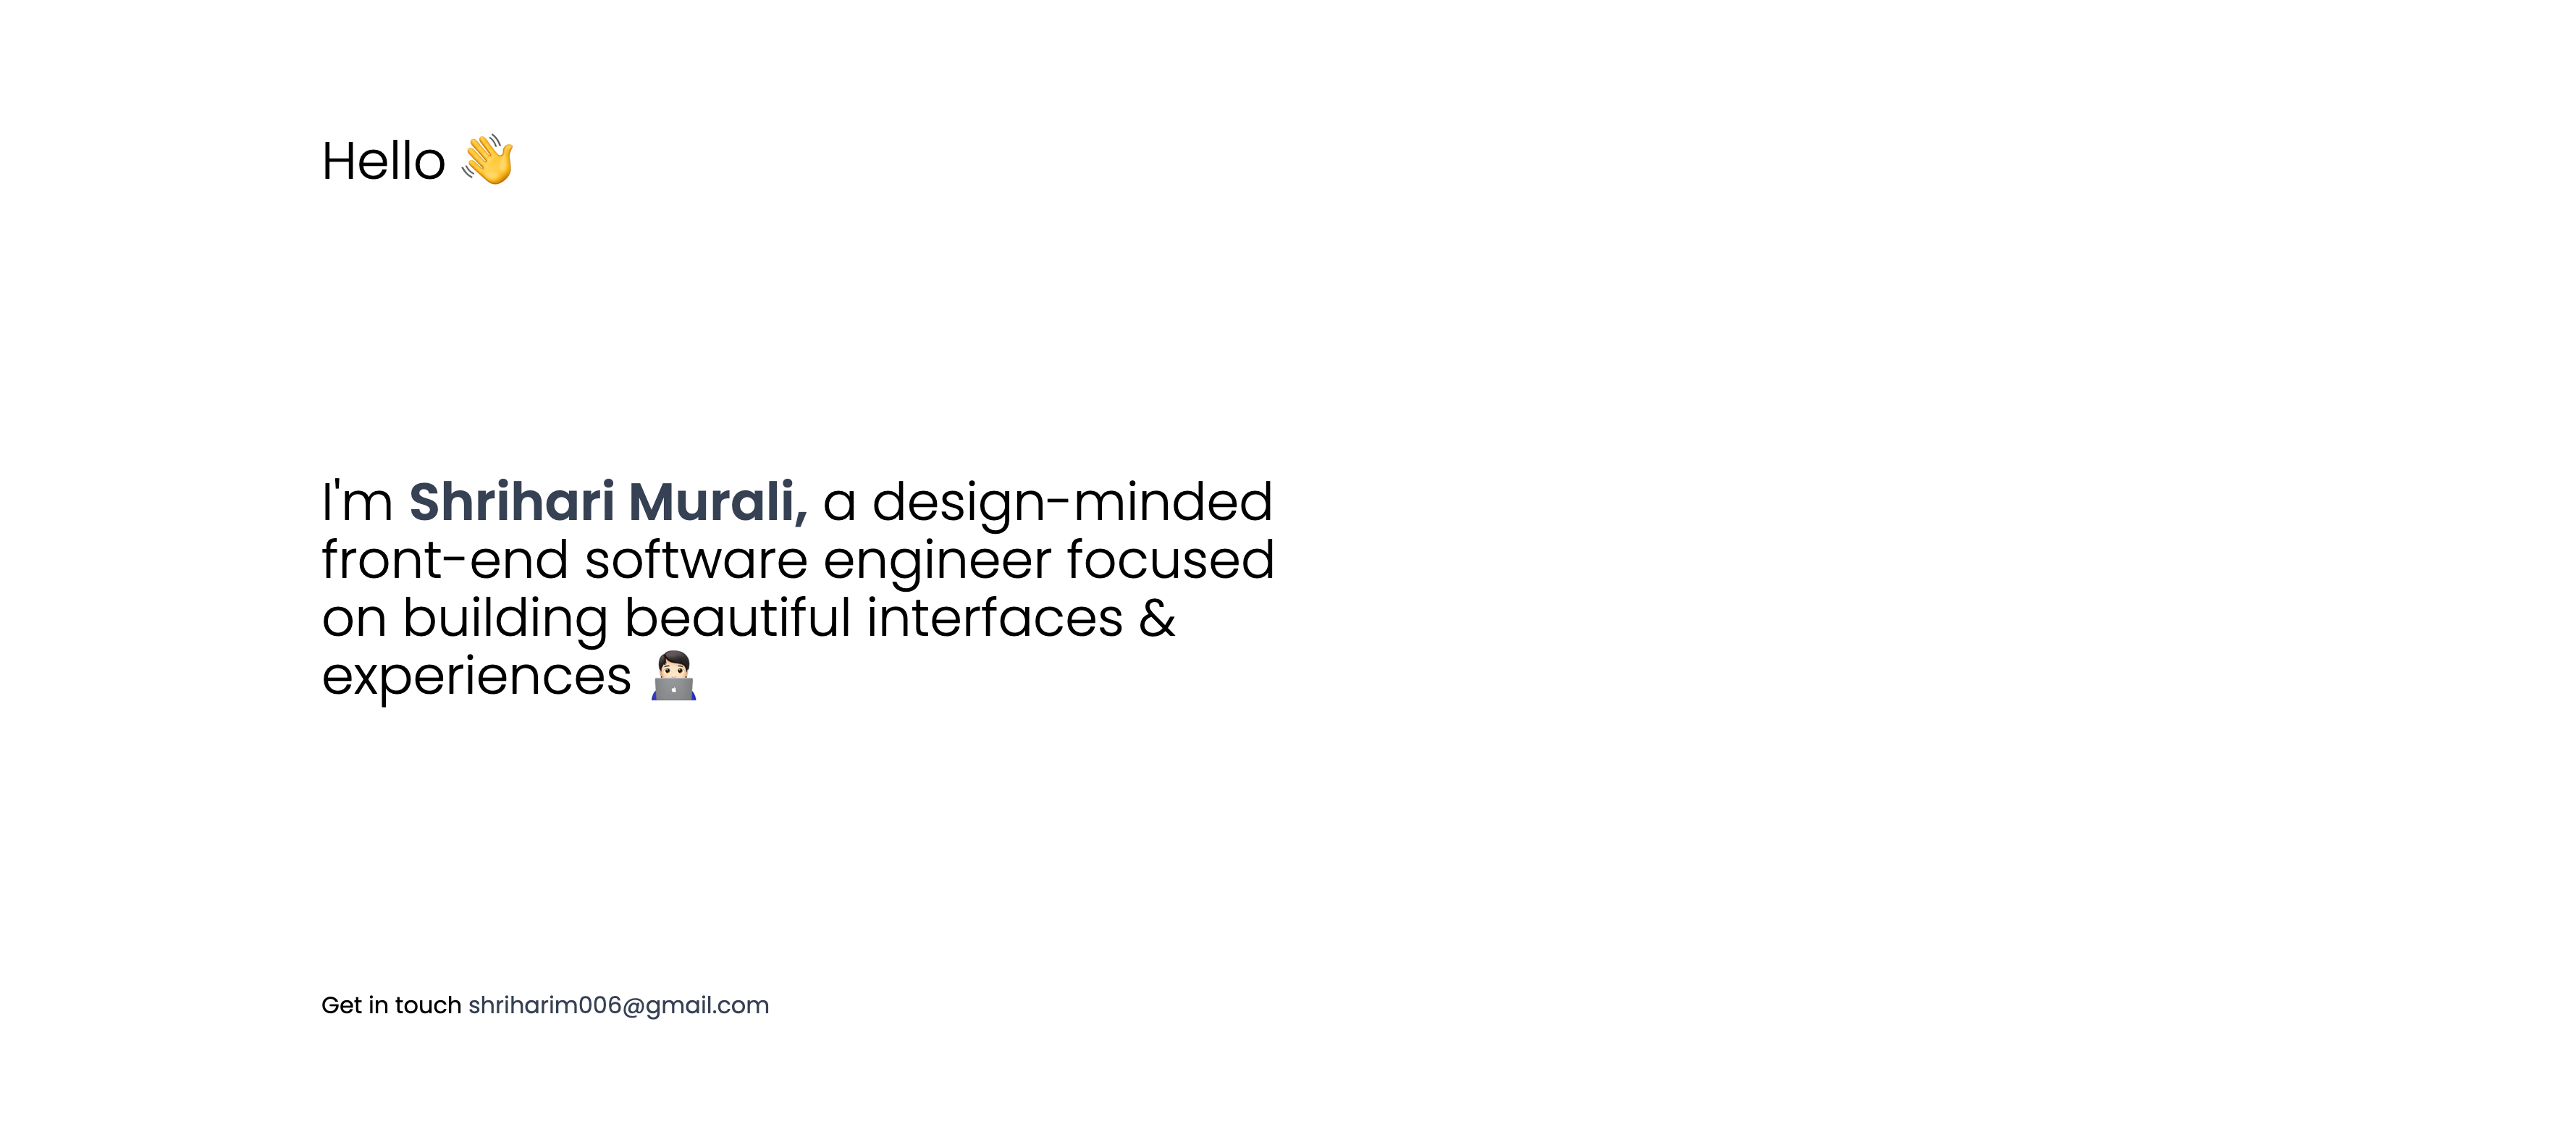 Hello 👋
I'm Shrihari Murali, a design-minded
front-end software engineer focused
on building beautiful interfaces &
experiences 🧑🏻‍💻
Get in touch shriharim006@gmail.com